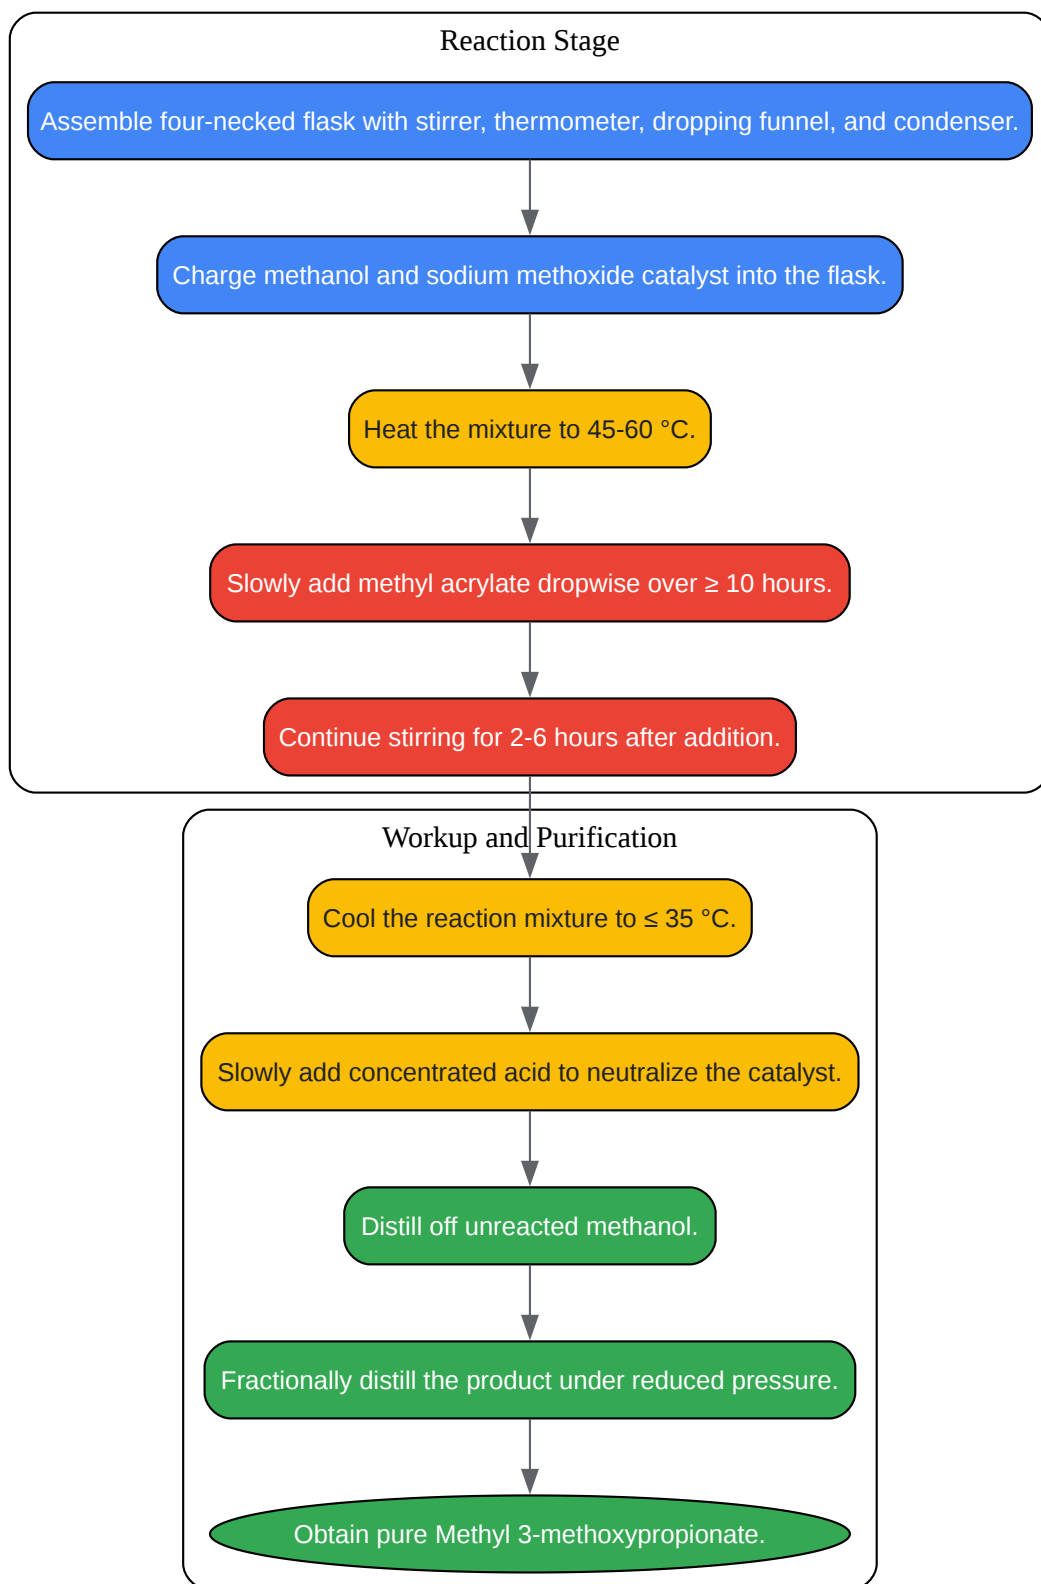 Reaction Stage
Assemble four-necked flask with stirrer, thermometer, dropping funnel, and condenser.
Charge methanol and sodium methoxide catalyst into the flask.
Heat the mixture to 45-60 °C.
Slowly add methyl acrylate dropwise over ≥ 10 hours.
Continue stirring for 2-6 hours after addition.
Workup and Purification
Cool the reaction mixture to ≤ 35 °C.
Slowly add concentrated acid to neutralize the catalyst.
Distill off unreacted methanol.
Fractionally distill the product under reduced pressure.
Obtain pure Methyl 3-methoxypropionate.